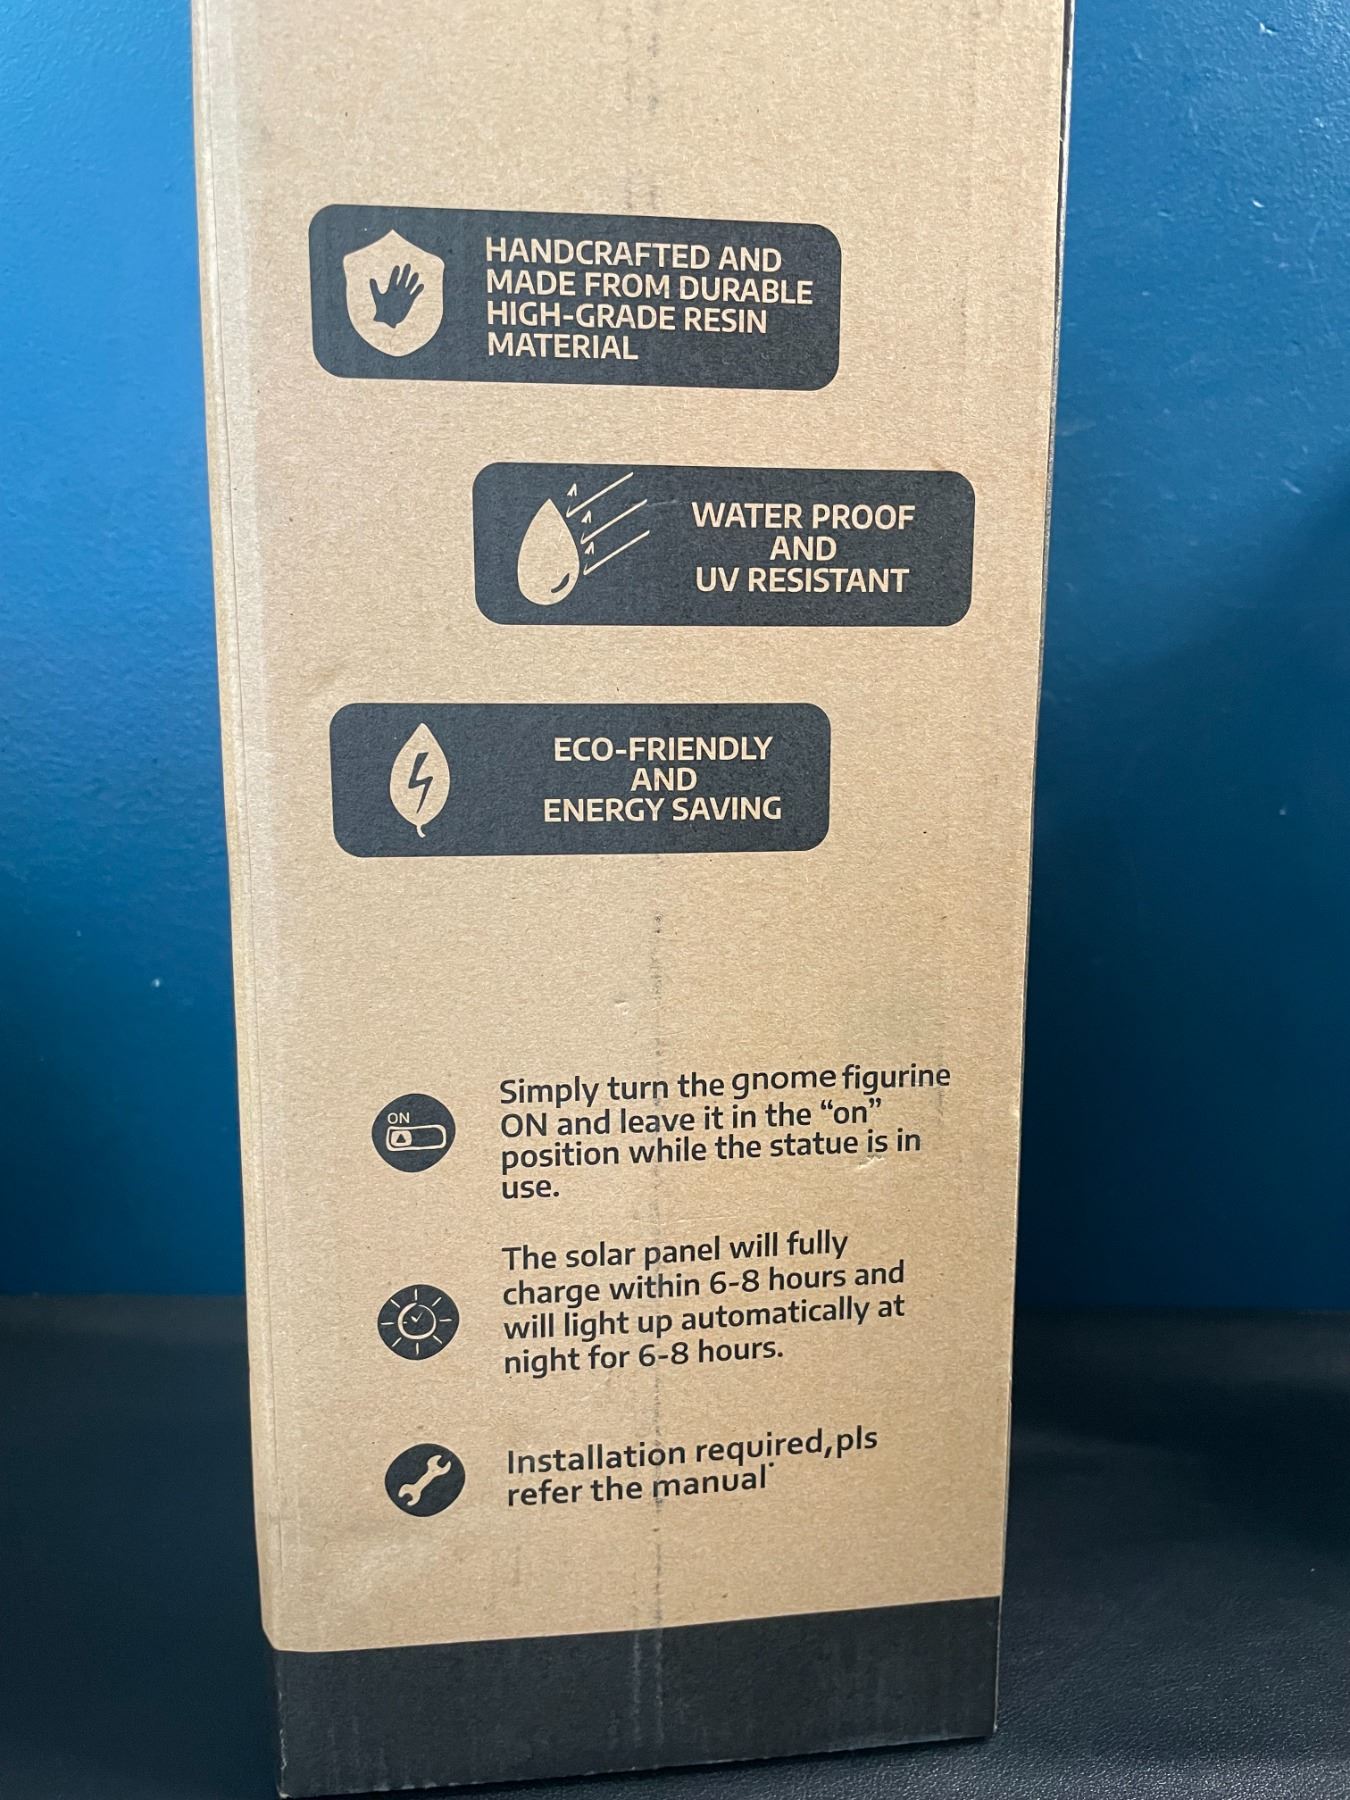 HANDCRAFTED AND
MADE FROM DURABLE
HIGH-GRADE RESIN
MATERIAL
WATER PROOF
AND
UV RESISTANT
ECO-FRIENDLY
AND
ENERGY SAVING
ON
Simply turn the gnome figurine
ON and leave it in the “on”
position while the statue is in
use.
The solar panel will fully
charge within 6-8 hours and
will light up automatically at
night for 6-8 hours.
Installation required,pls
refer the manual